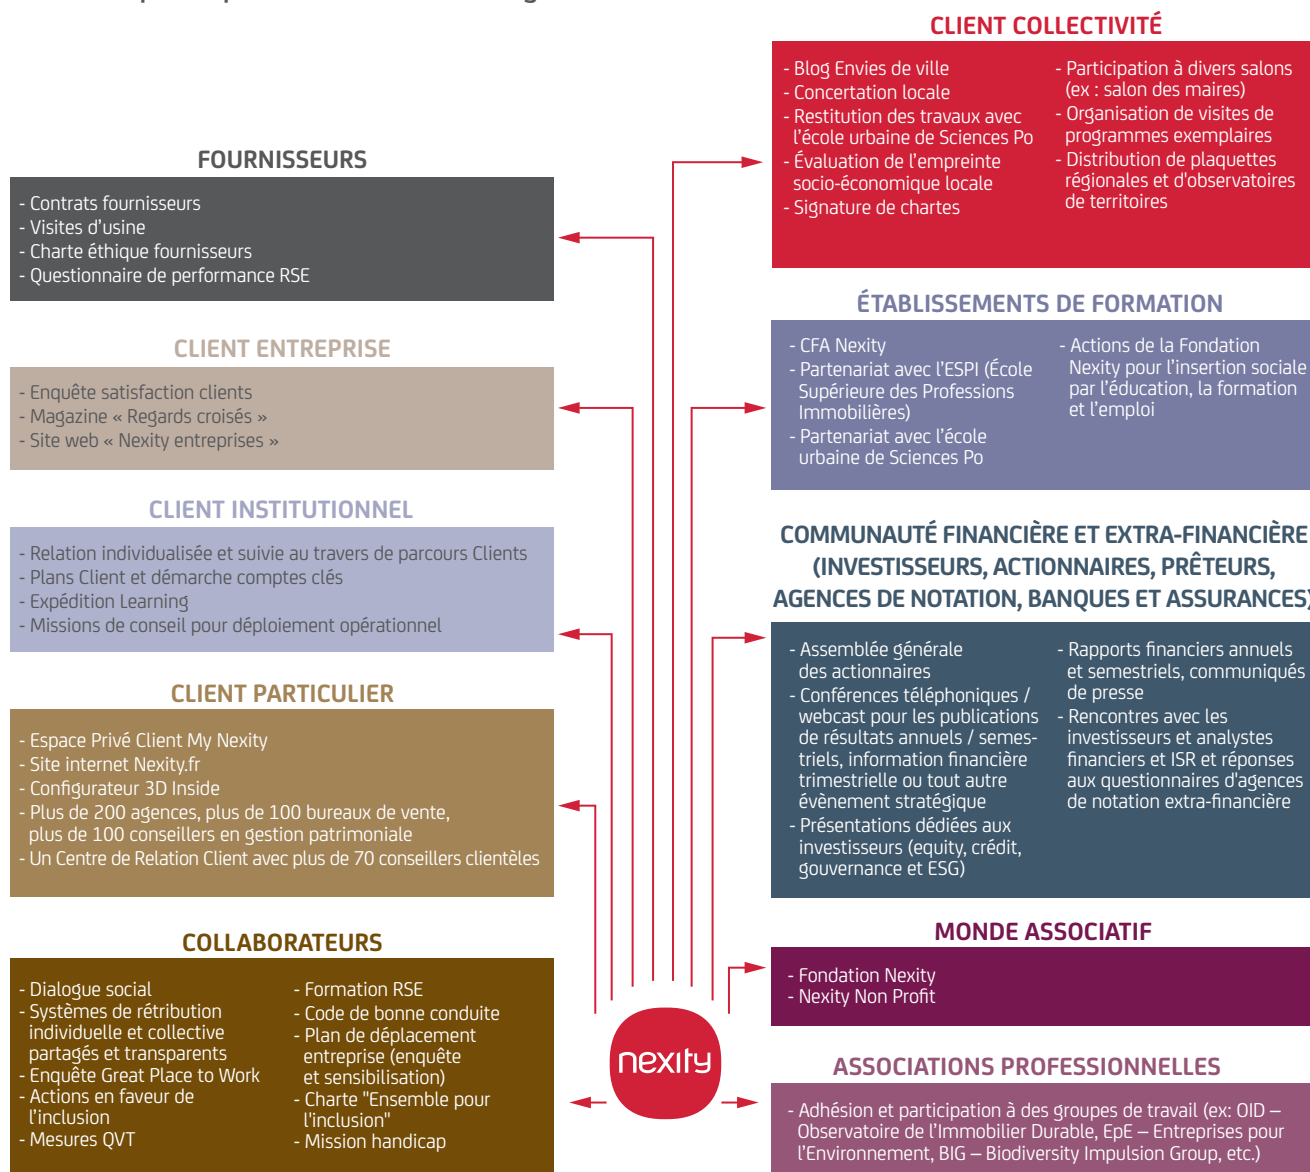 FOURNISSEURS
- Contrats fournisseurs
- Visites d'usine
- Charte éthique fournisseurs
- Questionnaire de performance RSE
CLIENT ENTREPRISE
- Enquête satisfaction clients
- Magazine « Regards croisés »
- Site web « Nexity entreprises »
CLIENT INSTITUTIONNEL
- Relation individualisée et suivie au travers de parcours Clients
- Plans Client et démarche comptes clés
- Expédition Learning
- Missions de conseil pour déploiement opérationnel
CLIENT PARTICULIER
- Espace Privé Client My Nexity
- Site internet Nexity.fr
- Configurateur 3D Inside
- Plus de 200 agences, plus de 100 bureaux de vente,
plus de 100 conseillers en gestion patrimoniale
- Un Centre de Relation Client avec plus de 70 conseillers clientèles
COLLABORATEURS
- Dialogue social
- Systèmes de rétribution
individuelle et collective
partagés et transparents
- Enquête Great Place to Work
- Actions en faveur de
l'inclusion
- Mesures QVT
- Formation RSE
- Code de bonne conduite
- Plan de déplacement
entreprise (enquête
et sensibilisation)
- Charte "Ensemble pour
l'inclusion"
- Mission handicap
nexity
CLIENT COLLECTIVITÉ
- Blog Envies de ville
- Concertation locale
- Restitution des travaux avec
l'école urbaine de Sciences Po
- Évaluation de l'empreinte
socio-économique locale
- Signature de chartes
- Participation à divers salons
(ex : salon des maires)
- Organisation de visites de
programmes exemplaires
- Distribution de plaquettes
régionales et d'observatoires
de territoires
ÉTABLISSEMENTS DE FORMATION
- CFA Nexity
- Partenariat avec l'ESPI (École
Supérieure des Professions
Immobilières)
- Partenariat avec l'école
urbaine de Sciences Po
- Actions de la Fondation
Nexity pour l'insertion sociale
par l'éducation, la formation
et l'emploi
COMMUNAUTÉ FINANCIÈRE ET EXTRA-FINANCIÈRE
(INVESTISSEURS, ACTIONNAIRES, PRÊTEURS,
AGENCES DE NOTATION, BANQUES ET ASSURANCES)
- Assemblée générale
des actionnaires
- Conférences téléphoniques /
webcast pour les publications
de résultats annuels / semes-
triels, information financière
trimestrielle ou tout autre
évènement stratégique
- Présentations dédiées aux
investisseurs (equity, crédit,
gouvernance et ESG)
- Rapports financiers annuels
et semestriels, communiqués
de presse
- Rencontres avec les
investisseurs et analystes
financiers et ISR et réponses
aux questionnaires d'agences
de notation extra-financière
MONDE ASSOCIATIF
- Fondation Nexity
- Nexity Non Profit
ASSOCIATIONS PROFESSIONNELLES
- Adhésion et participation à des groupes de travail (ex: OID –
Observatoire de l'Immobilier Durable, EpE – Entreprises pour
l'Environnement, BIG – Biodiversity Impulsion Group, etc.)